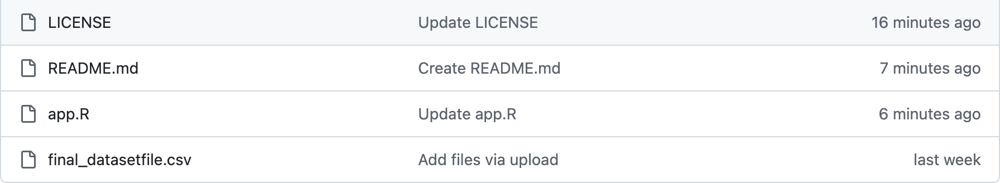 LICENSE Update LICENSE 16 minutes ago
README.md Create README.md 7 minutes ago
app.R Update app.R 6 minutes ago
final_datasetfile.csv Add files via upload last week